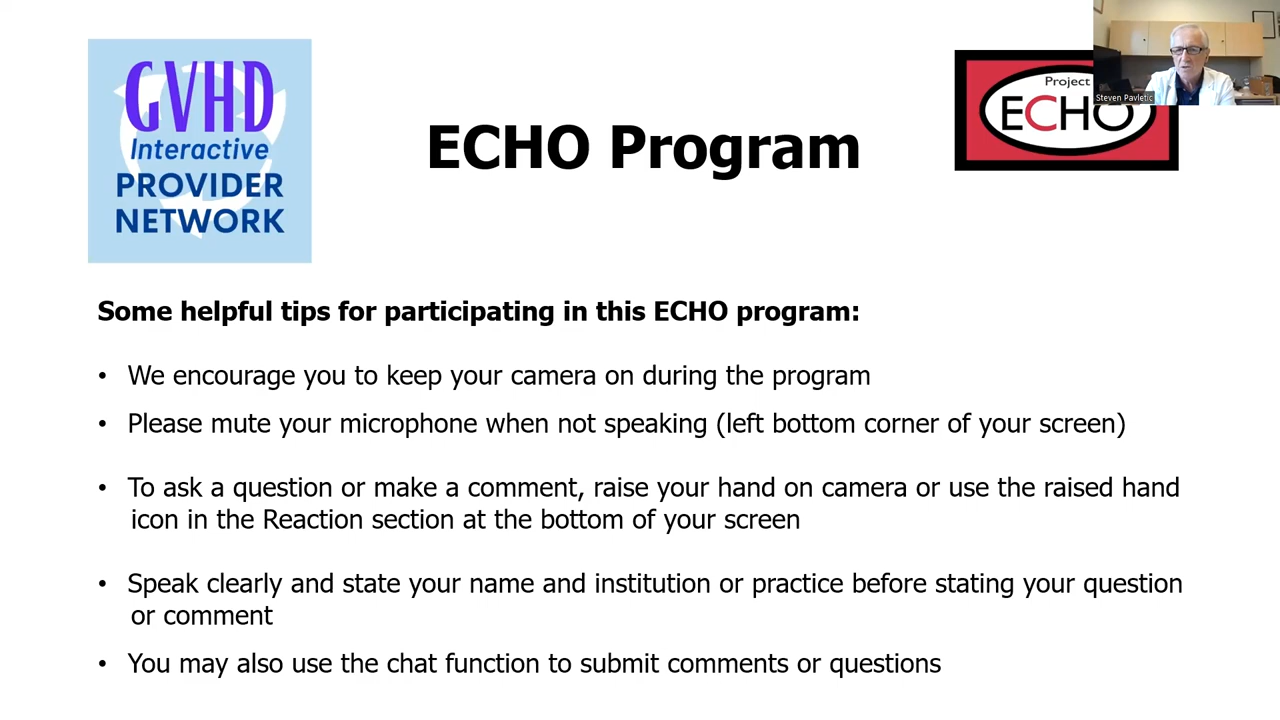 GVHD
Interactive
PROVIDER
NETWORK
ECHO Program
Project
ECHO
Steven Pavletic
Some helpful tips for participating in this ECHO program:
• We encourage you to keep your camera on during the program
• Please mute your microphone when not speaking (left bottom corner of your screen)
• To ask a question or make a comment, raise your hand on camera or use the raised hand
icon in the Reaction section at the bottom of your screen
• Speak clearly and state your name and institution or practice before stating your question
or comment
• You may also use the chat function to submit comments or questions